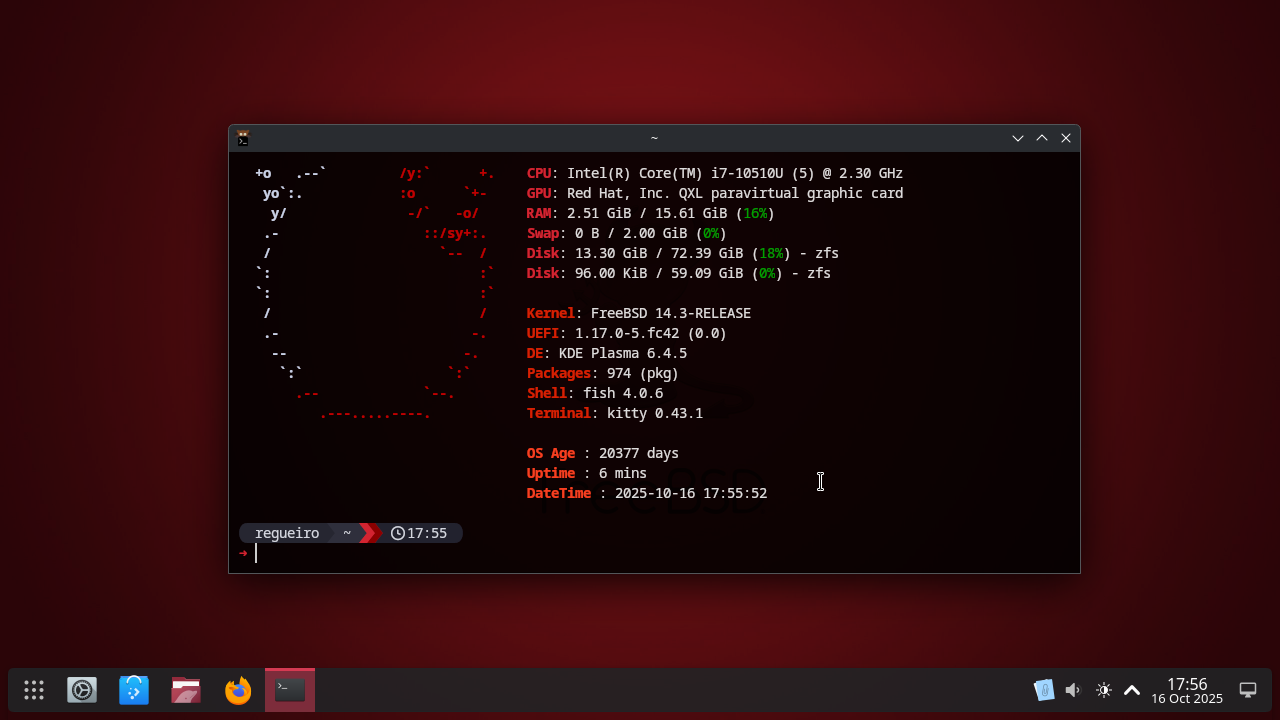 ~
CPU: Intel(R) Core(TM) i7-10510U (5) @ 2.30 GHz
GPU: Red Hat, Inc. QXL paravirtual graphic card
RAM: 2.51 GiB / 15.61 GiB (16%)
Swap: 0 B / 2.00 GiB (0%)
Disk: 13.30 GiB / 72.39 GiB (18%) - zfs
Disk: 96.00 KiB / 59.09 GiB (0%) - zfs
Kernel: FreeBSD 14.3-RELEASE
UEFI: 1.17.0-5.fc42 (0.0)
DE: KDE Plasma 6.4.5
Packages: 974 (pkg)
Shell: fish 4.0.6
Terminal: kitty 0.43.1
OS Age : 20377 days
Uptime : 6 mins
DateTime : 2025-10-16 17:55:52
FreeBSD
regueiro ~ 17:55
➜
17:56
16 Oct 2025